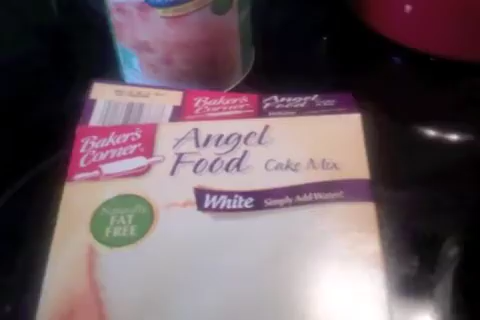 Baker's
Corner
Angel
Food
Baker's
Corner
Angel
Food Cake Mix
White Simply Add Water!
Naturally
FAT
FREE